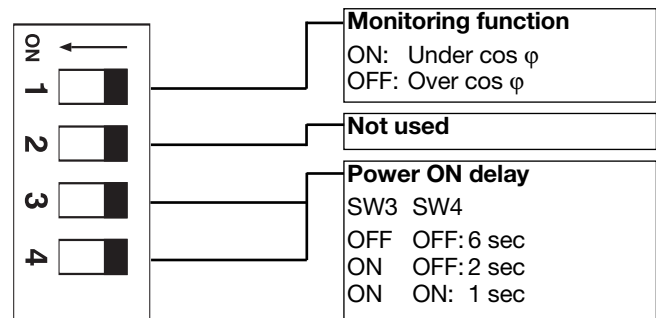 ON
1
2
3
4
Monitoring function
ON: Under cos φ
OFF: Over cos φ
Not used
Power ON delay
SW3 SW4
OFF OFF: 6 sec
ON OFF: 2 sec
ON ON: 1 sec